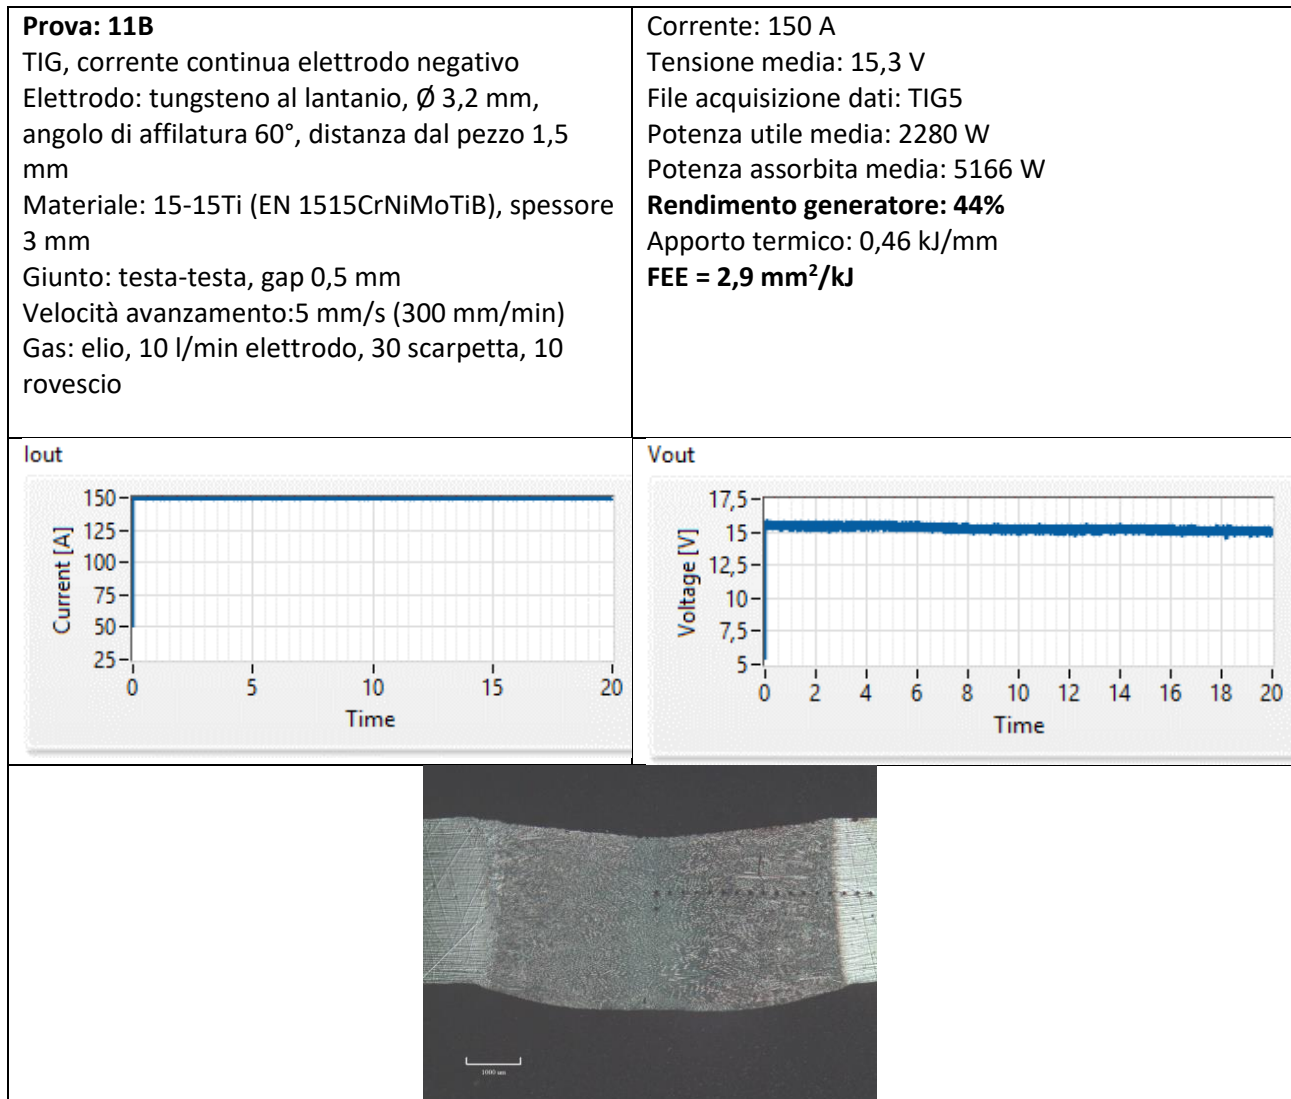 Prova: 11B
TIG, corrente continua elettrodo negativo
Elettrodo: tungsteno al lantanio, Ø 3,2 mm,
angolo di affilatura 60°, distanza dal pezzo 1,5
mm
Materiale: 15-15Ti (EN 1515CrNiMoTiB), spessore
3 mm
Giunto: testa-testa, gap 0,5 mm
Velocità avanzamento:5 mm/s (300 mm/min)
Gas: elio, 10 l/min elettrodo, 30 scarpetta, 10
rovescio
Corrente: 150 A
Tensione media: 15,3 V
File acquisizione dati: TIG5
Potenza utile media: 2280 W
Potenza assorbita media: 5166 W
Rendimento generatore: 44%
Apporto termico: 0,46 kJ/mm
FEE = 2,9 mm²/kJ
Iout
Current [A]
150
125
100
75
50
25
0 5 10 15 20
Time
Vout
Voltage [V]
17,5
15
12,5
10
7,5
5
0 2 4 6 8 10 12 14 16 18 20
Time
1000 um